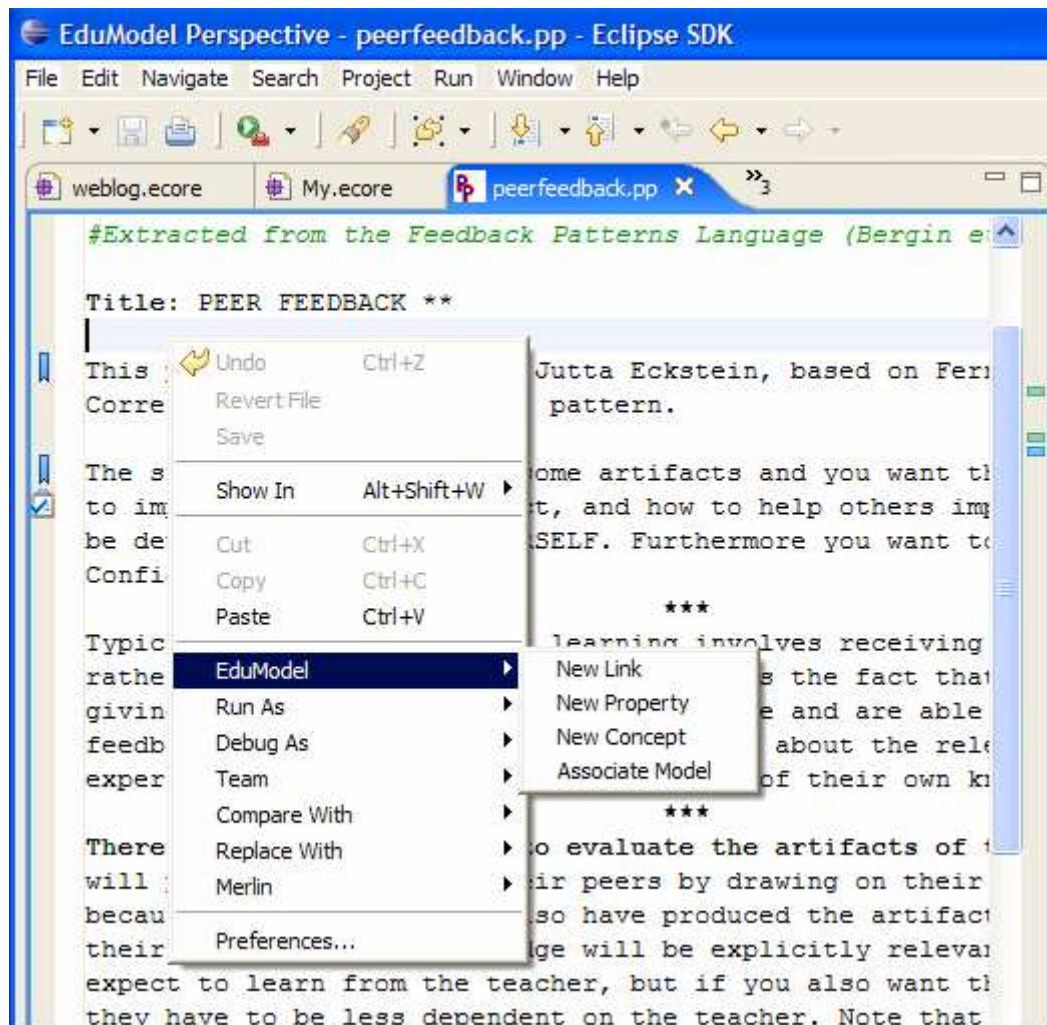 EduModel Perspective - peerfeedback.pp - Eclipse SDK
File Edit Navigate Search Project Run Window Help
weblog.ecore My.ecore peerfeedback.pp »3
#Extracted from the Feedback Patterns Language (Bergin e
Title: PEER FEEDBACK **
This Jutta Eckstein, based on
Corre pattern.
The s ome artifacts and you want
to t, and how to help others
be de SELF. Furthermore you want
Confi
***
Typic learning involves receiving
rathe s the fact
givin e and are able
feedb about the
exper of their own
***
There o evaluate the artifacts of
will ir peers by drawing on their
becau so have produced the
their ge will be explicitly
expect to learn from the teacher, but if you also want
they have to be less dependent on the teacher. Note that
Undo Ctrl+Z
Revert File
Save
Show In Alt+Shift+W
Cut Ctrl+X
Copy Ctrl+C
Paste Ctrl+V
EduModel
Run As
Debug As
Team
Compare With
Replace With
Merlin
Preferences...
New Link
New Property
New Concept
Associate Model